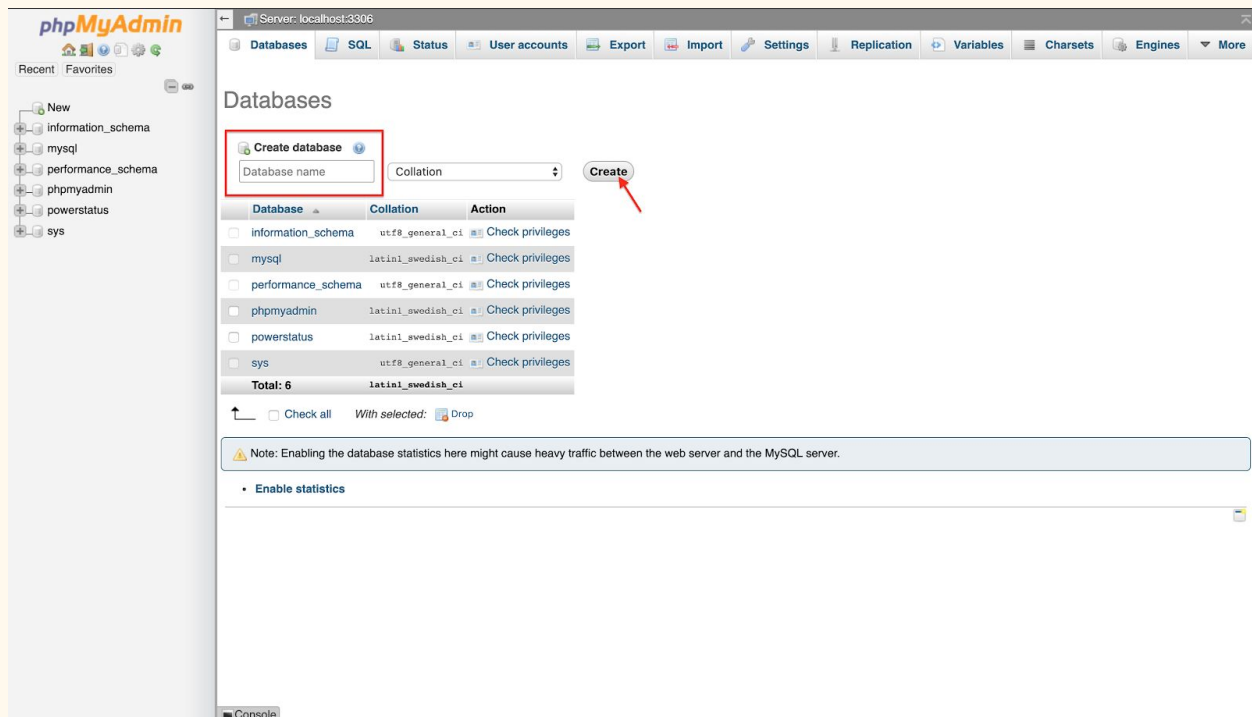 phpMyAdmin
Recent Favorites
New
information_schema
mysql
performance_schema
phpmyadmin
powerstatus
sys
Server: localhost:3306
Databases SQL Status User accounts Export Import Settings Replication Variables Charsets Engines More
Databases
Create database
Database name Collation Create
Database Collation Action
information_schema utf8_general_ci Check privileges
mysql latin1_swedish_ci Check privileges
performance_schema utf8_general_ci Check privileges
phpmyadmin latin1_swedish_ci Check privileges
powerstatus latin1_swedish_ci Check privileges
sys utf8_general_ci Check privileges
Total: 6 latin1_swedish_ci
Check all With selected: Drop
Note: Enabling the database statistics here might cause heavy traffic between the web server and the MySQL server.
• Enable statistics
Console